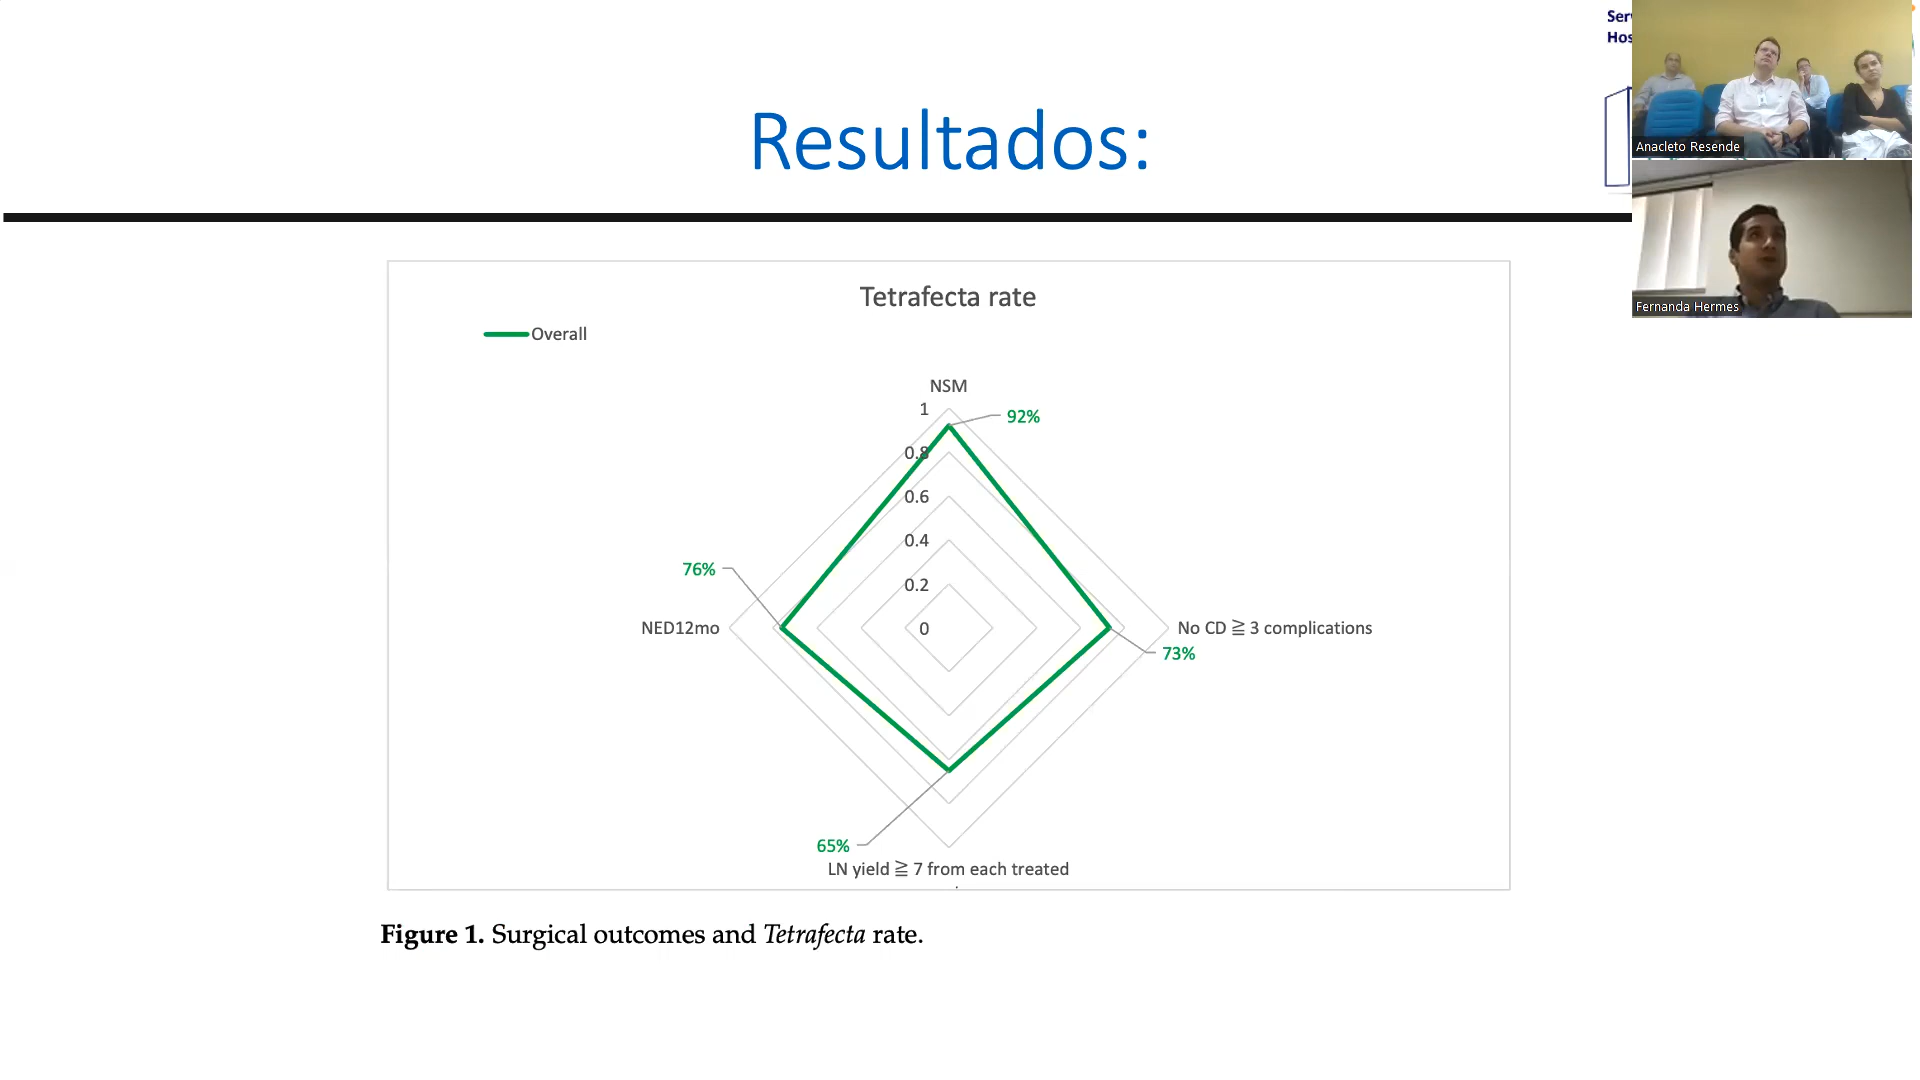 Resultados:
Anacleto Resende
Fernanda Hermes
Tetrafecta rate
Overall
NSM
1
92%
0.8
0.6
0.4
76%
0.2
NED12mo
0
No CD ≧ 3 complications
73%
65%
LN yield ≧ 7 from each treated
Figure 1. Surgical outcomes and Tetrafecta rate.